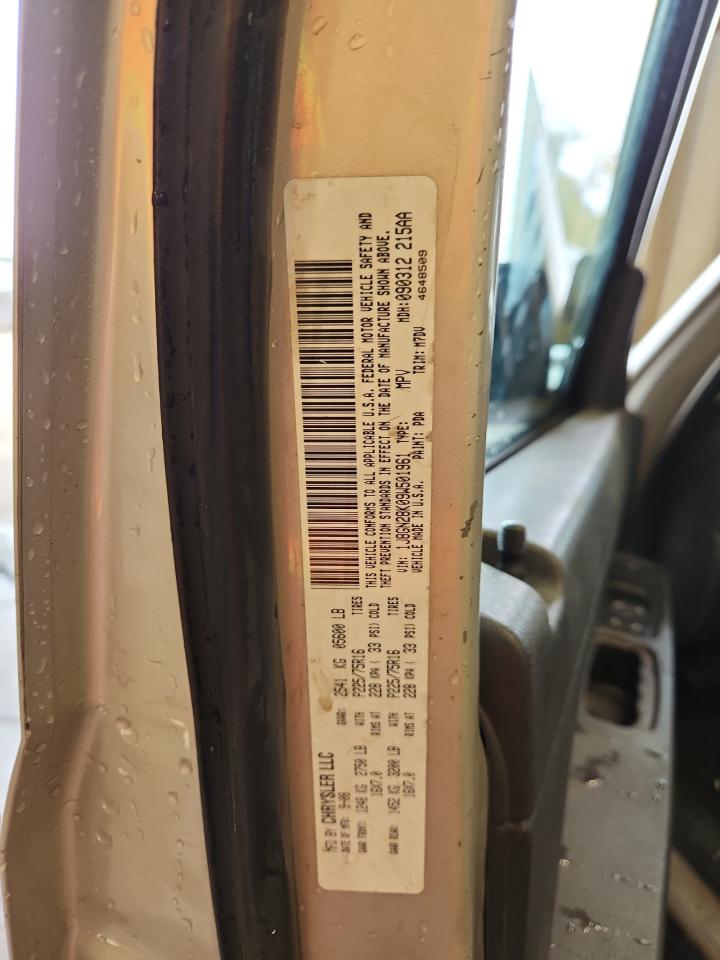 MFD BY CHRYSLER LLC
DATE OF MFR: 9-08
GVWR: 2541 KG 05600 LB
GAWR FRONT: 1248 KG 2750 LB WITH P225/75R16 TIRES
16X7.0 RIMS AT 228 KPA ( 33 PSI) COLD
GAWR REAR: 1452 KG 3200 LB WITH P225/75R16 TIRES
16X7.0 RIMS AT 228 KPA ( 33 PSI) COLD
THIS VEHICLE CONFORMS TO ALL APPLICABLE U.S.A. FEDERAL MOTOR VEHICLE SAFETY AND
THEFT PREVENTION STANDARDS IN EFFECT ON THE DATE OF MANUFACTURE SHOWN ABOVE.
VIN: 1J8GN28K09W501961 TYPE: MPV MDH:090312 215AA
VEHICLE MADE IN U.S.A. PAINT: PDA TRIM: M7DV 4648509